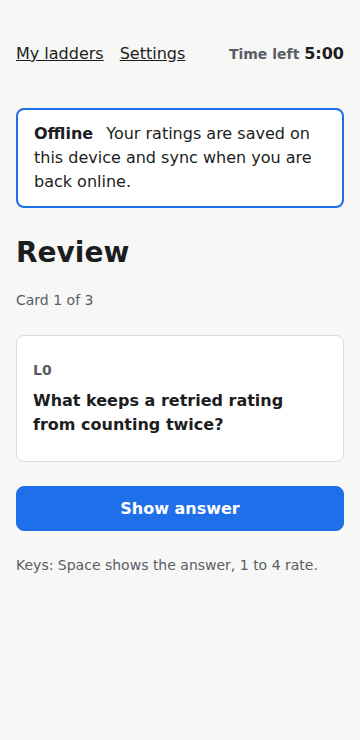 My ladders Settings Time left 5:00
Offline Your ratings are saved on
this device and sync when you are
back online.
Review
Card 1 of 3
L0
What keeps a retried rating
from counting twice?
Show answer
Keys: Space shows the answer, 1 to 4 rate.